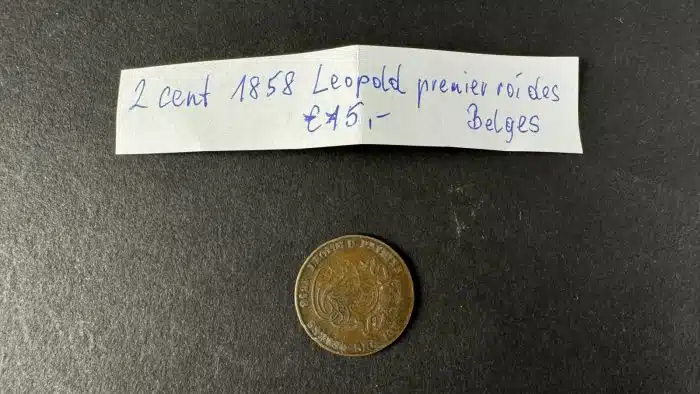 2 cent 1858 Leopold premier roi des
€15,- Belges